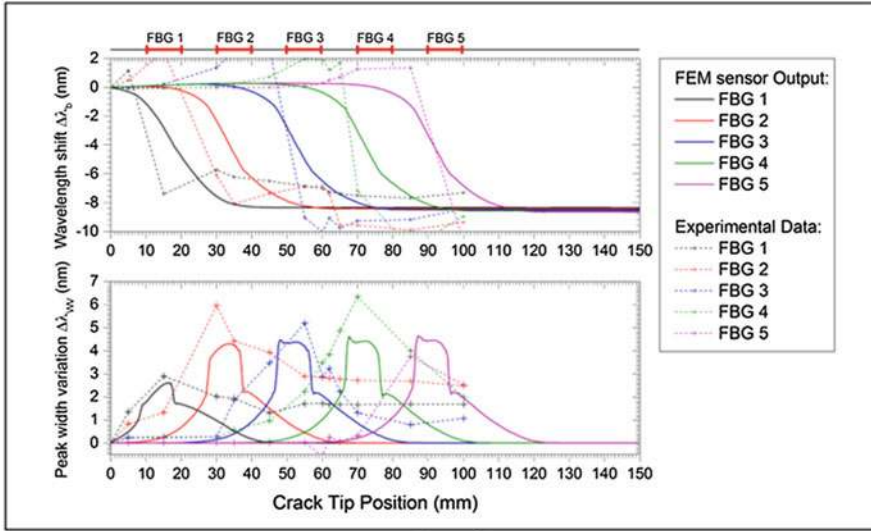 FBG 1 FBG 2 FBG 3 FBG 4 FBG 5
Wavelength shift Δλb (nm)
2
0
-2
-4
-6
-8
-10
0 10 20 30 40 50 60 70 80 90 100 110 120 130 140 150
Peak width variation ΔλWV (nm)
7
6
5
4
3
2
1
0
0 10 20 30 40 50 60 70 80 90 100 110 120 130 140 150
Crack Tip Position (mm)
FEM sensor Output:
FBG 1
FBG 2
FBG 3
FBG 4
FBG 5
Experimental Data:
FBG 1
FBG 2
FBG 3
FBG 4
FBG 5